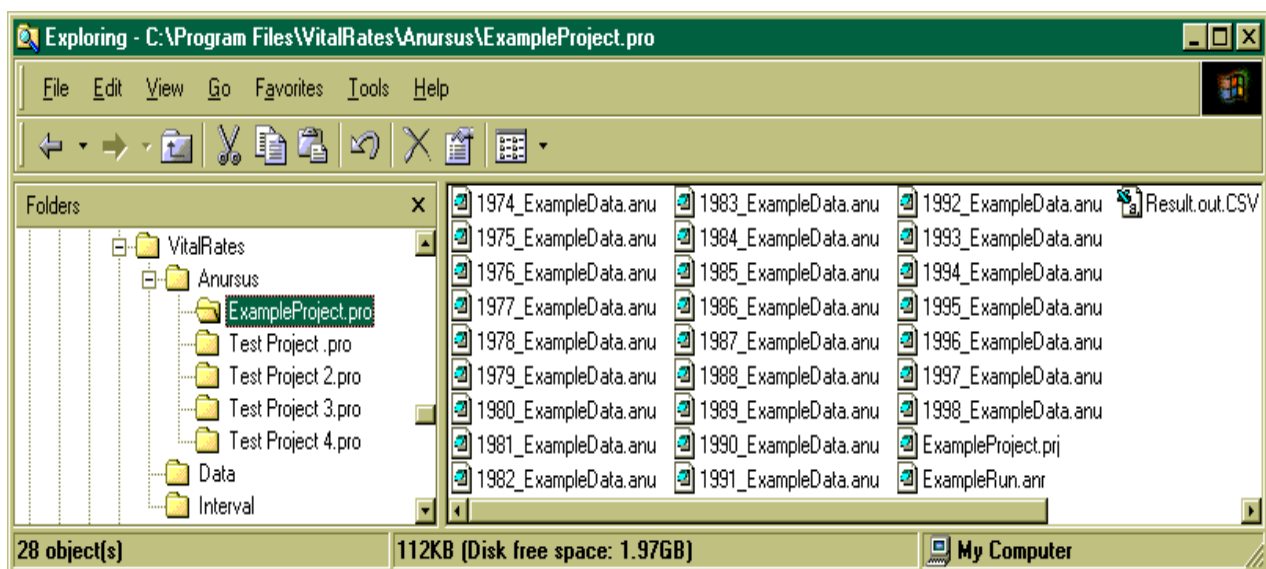 Exploring - C:\Program Files\VitalRates\Anursus\ExampleProject.pro
File Edit View Go Favorites Tools Help
Folders
VitalRates
Anursus
ExampleProject.pro
Test Project .pro
Test Project 2.pro
Test Project 3.pro
Test Project 4.pro
Data
Interval
1974_ExampleData.anu
1975_ExampleData.anu
1976_ExampleData.anu
1977_ExampleData.anu
1978_ExampleData.anu
1979_ExampleData.anu
1980_ExampleData.anu
1981_ExampleData.anu
1982_ExampleData.anu
1983_ExampleData.anu
1984_ExampleData.anu
1985_ExampleData.anu
1986_ExampleData.anu
1987_ExampleData.anu
1988_ExampleData.anu
1989_ExampleData.anu
1990_ExampleData.anu
1991_ExampleData.anu
1992_ExampleData.anu
1993_ExampleData.anu
1994_ExampleData.anu
1995_ExampleData.anu
1996_ExampleData.anu
1997_ExampleData.anu
1998_ExampleData.anu
ExampleProject.prj
ExampleRun.anr
Result.out.CSV
28 object(s)
112KB (Disk free space: 1.97GB)
My Computer